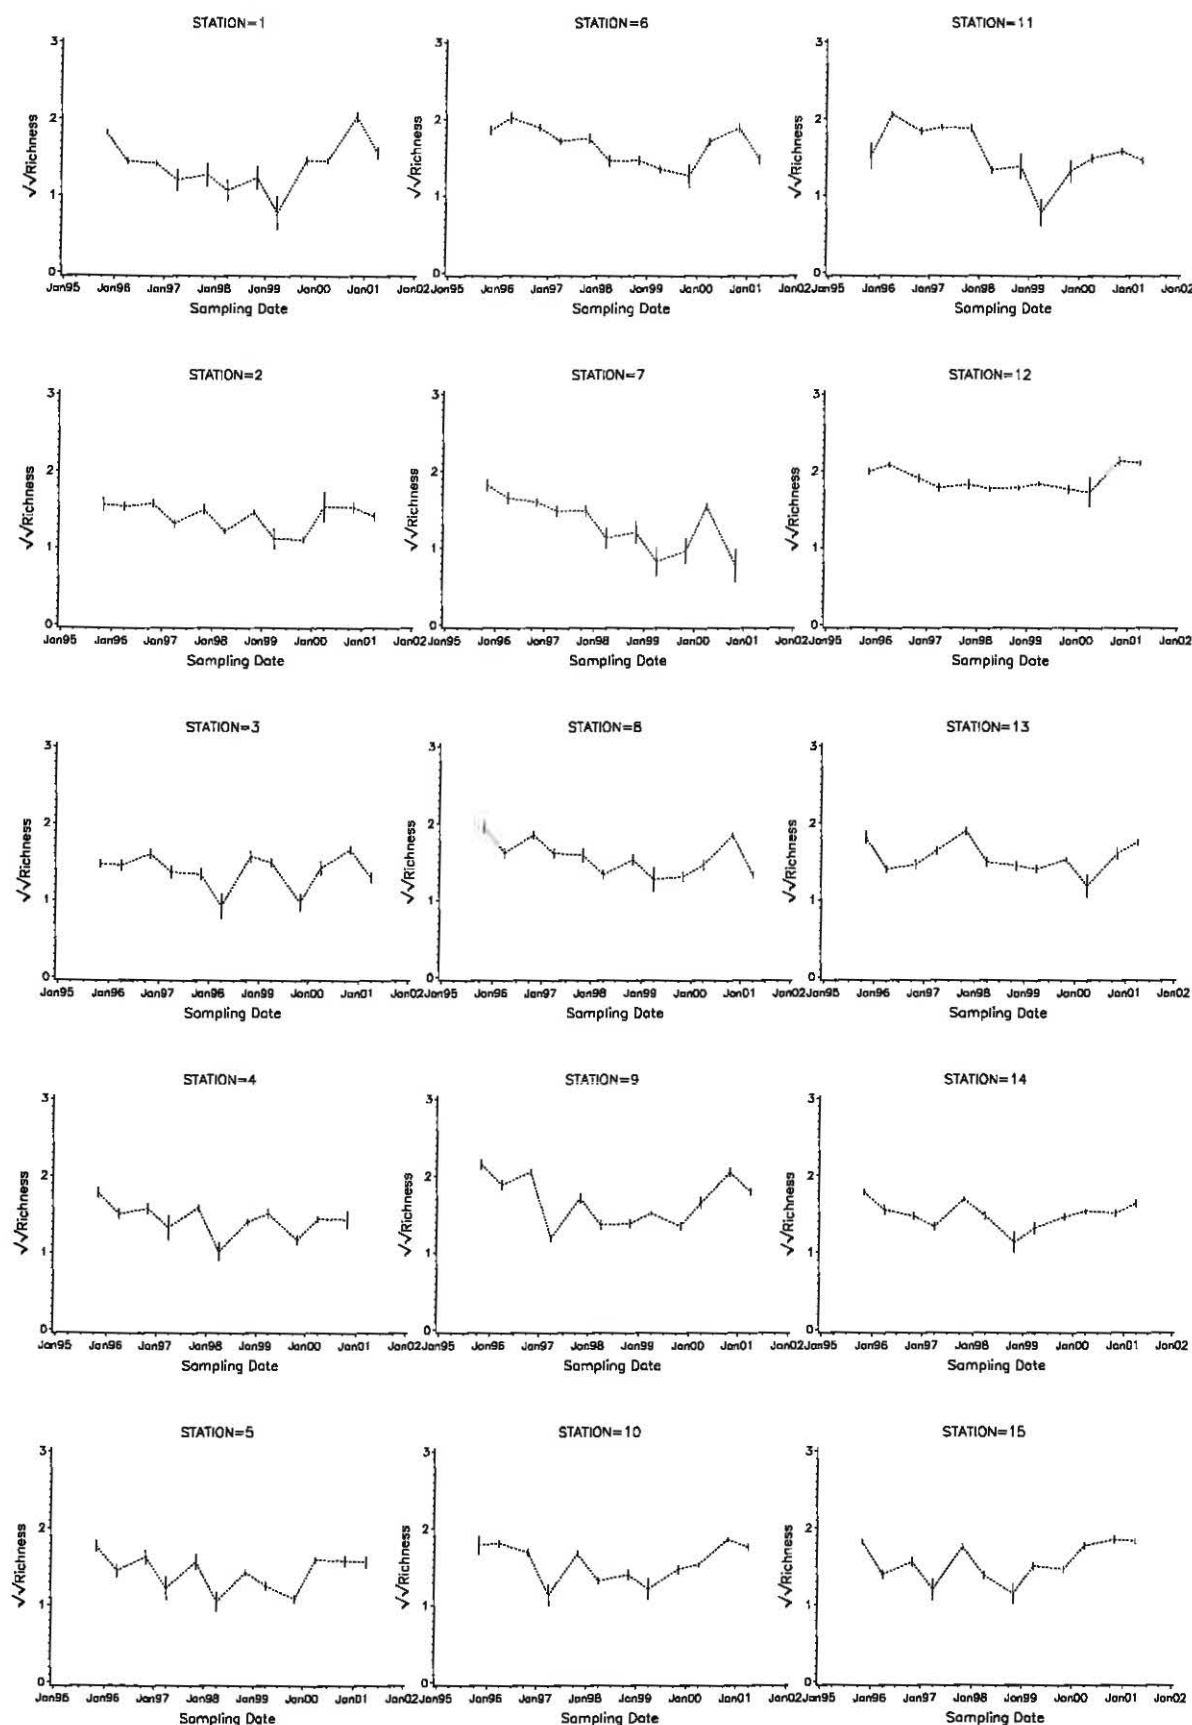 STATION=1 STATION=6 STATION=11
3 3 3
2 2 2
√√Richness √√Richness √√Richness
1 1 1
0 0 0
Jan95 Jan96 Jan97 Jan98 Jan99 Jan00 Jan01 Jan02 Jan95 Jan96 Jan97 Jan98 Jan99 Jan00 Jan01 Jan02 Jan95 Jan96 Jan97 Jan98 Jan99 Jan00 Jan01 Jan02
Sampling Date Sampling Date Sampling Date
STATION=2 STATION=7 STATION=12
3 3 3
2 2 2
√√Richness √√Richness √√Richness
1 1 1
0 0 0
Jan95 Jan96 Jan97 Jan98 Jan99 Jan00 Jan01 Jan02 Jan95 Jan96 Jan97 Jan98 Jan99 Jan00 Jan01 Jan02 Jan95 Jan96 Jan97 Jan98 Jan99 Jan00 Jan01 Jan02
Sampling Date Sampling Date Sampling Date
STATION=3 STATION=8 STATION=13
3 3 3
2 2 2
√√Richness √√Richness √√Richness
1 1 1
0 0 0
Jan95 Jan96 Jan97 Jan98 Jan99 Jan00 Jan01 Jan02 Jan95 Jan96 Jan97 Jan98 Jan99 Jan00 Jan01 Jan02 Jan95 Jan96 Jan97 Jan98 Jan99 Jan00 Jan01 Jan02
Sampling Date Sampling Date Sampling Date
STATION=4 STATION=9 STATION=14
3 3 3
2 2 2
√√Richness √√Richness √√Richness
1 1 1
0 0 0
Jan95 Jan96 Jan97 Jan98 Jan99 Jan00 Jan01 Jan02 Jan95 Jan96 Jan97 Jan98 Jan99 Jan00 Jan01 Jan02 Jan95 Jan96 Jan97 Jan98 Jan99 Jan00 Jan01 Jan02
Sampling Date Sampling Date Sampling Date
STATION=5 STATION=10 STATION=15
3 3 3
2 2 2
√√Richness √√Richness √√Richness
1 1 1
0 0 0
Jan95 Jan96 Jan97 Jan98 Jan99 Jan00 Jan01 Jan02 Jan95 Jan96 Jan97 Jan98 Jan99 Jan00 Jan01 Jan02 Jan95 Jan96 Jan97 Jan98 Jan99 Jan00 Jan01 Jan02
Sampling Date Sampling Date Sampling Date